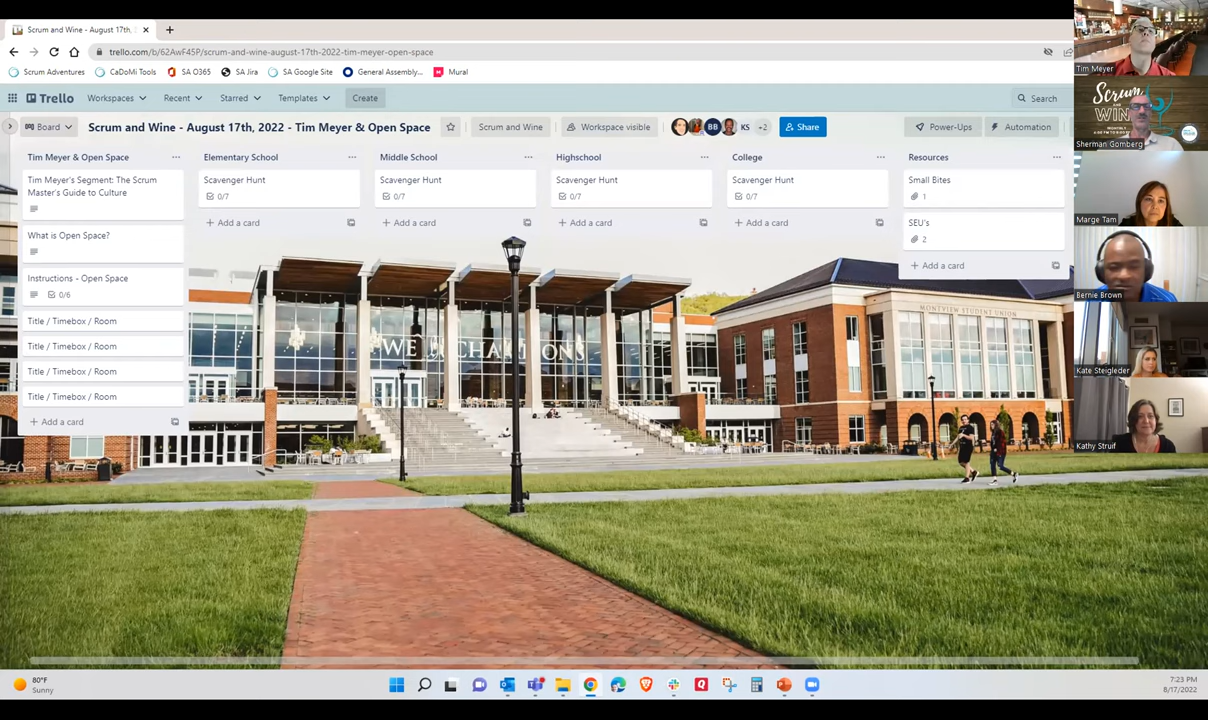 Scrum and Wine - August 17th,
trello.com/b/62AwF45P/scrum-and-wine-august-17th-2022-tim-meyer-open-space
Scrum Adventures
CaDoMi Tools
SA O365
SA Jira
SA Google Site
General Assembly...
Mural
Trello
Workspaces
Recent
Starred
Templates
Create
Search
Board
Scrum and Wine - August 17th, 2022 - Tim Meyer & Open Space
Scrum and Wine
Workspace visible
BB
KS
+2
Share
Power-Ups
Automation
Tim Meyer & Open Space
Tim Meyer's Segment: The Scrum
Master's Guide to Culture
What is Open Space?
Instructions - Open Space
0/6
Title / Timebox / Room
Title / Timebox / Room
Title / Timebox / Room
Title / Timebox / Room
+ Add a card
Elementary School
Scavenger Hunt
0/7
+ Add a card
Middle School
Scavenger Hunt
0/7
+ Add a card
Highschool
Scavenger Hunt
0/7
+ Add a card
College
Scavenger Hunt
0/7
+ Add a card
Resources
Small Bites
1
SEU's
2
+ Add a card
WE
CHAMPIONS
MONTVIEW STUDENT UNION
Tim Meyer
Scrum
AND
WINE
Sherman Gomberg
Marge Tam
Bernie Brown
Kate Steigleder
Kathy Struif
80°F
Sunny
7:23 PM
8/17/2022